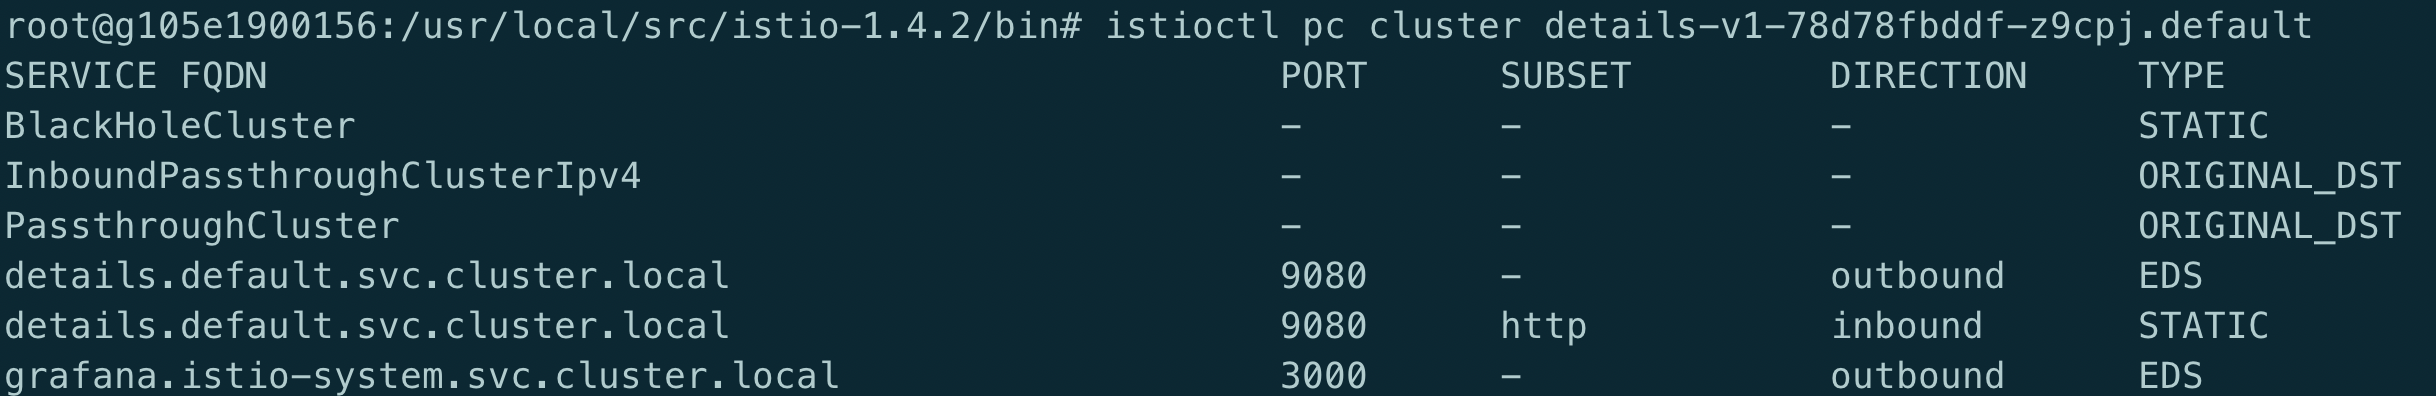 root@g105e1900156:/usr/local/src/istio-1.4.2/bin# istioctl pc cluster details-v1-78d78fbddf-z9cpj.default
SERVICE FQDN PORT SUBSET DIRECTION TYPE
BlackHoleCluster - - - STATIC
InboundPassthroughClusterIpv4 - - - ORIGINAL_DST
PassthroughCluster - - - ORIGINAL_DST
details.default.svc.cluster.local 9080 - outbound EDS
details.default.svc.cluster.local 9080 http inbound STATIC
grafana.istio-system.svc.cluster.local 3000 - outbound EDS